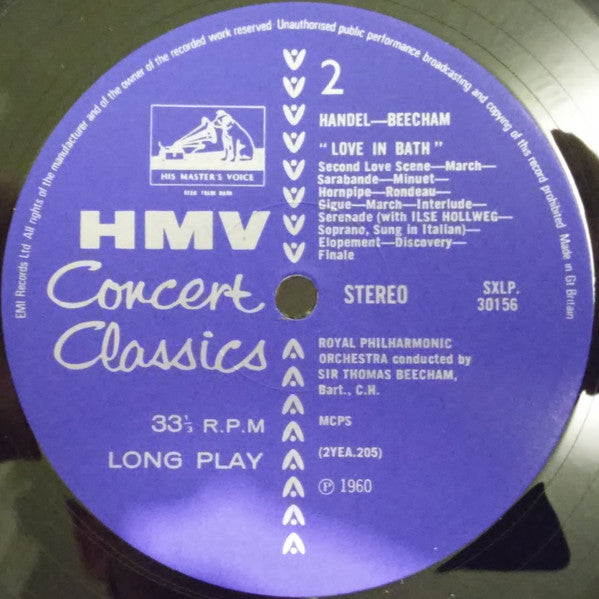 EMI Records Ltd All rights of the manufacturer and of the owner of the recorded work reserved Unauthorised public performance broadcasting and copying of this record prohibited Made in Gt Britain
2
HANDEL—BEECHAM
"LOVE IN BATH"
Second Love Scene—March—
Sarabande—Minuet—
Hornpipe—Rondeau—
Gigue—March—Interlude—
Serenade (with ILSE HOLLWEG—
Soprano, Sung in Italian)—
Elopement—Discovery—
Finale
HIS MASTER'S VOICE
HMV
Concert
Classics
STEREO
SXLP.
30156
ROYAL PHILHARMONIC
ORCHESTRA conducted by
SIR THOMAS BEECHAM,
Bart., C.H.
MCPS
(2YEA.205)
℗ 1960
33⅓ R.P.M
LONG PLAY